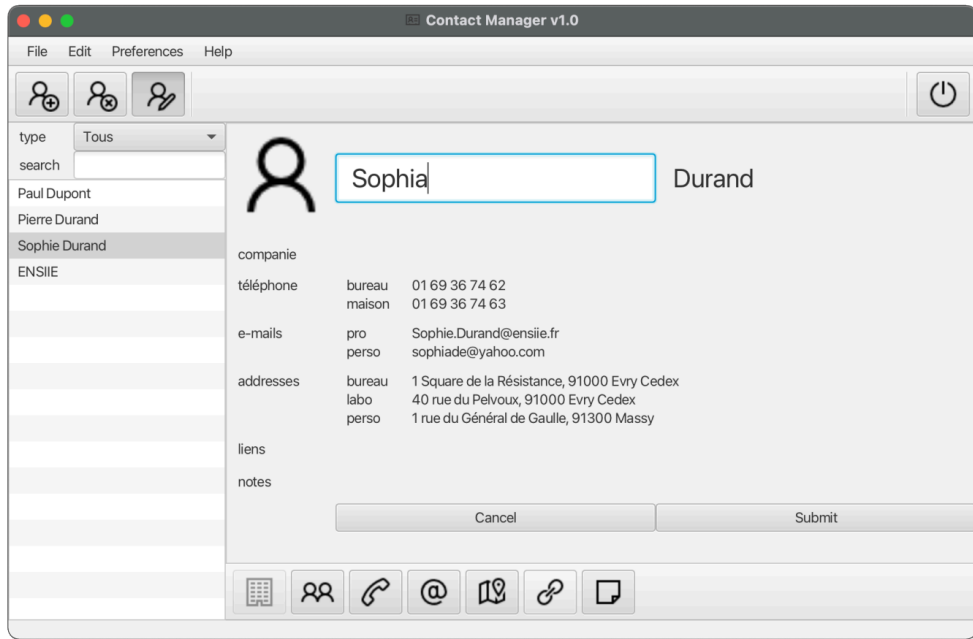 Contact Manager v1.0
File Edit Preferences Help
type Tous
search
Paul Dupont
Pierre Durand
Sophie Durand
ENSIIE
Sophia Durand
companie
téléphone bureau 01 69 36 74 62
maison 01 69 36 74 63
e-mails pro Sophie.Durand@ensiie.fr
perso sophiade@yahoo.com
addresses bureau 1 Square de la Résistance, 91000 Evry Cedex
labo 40 rue du Pelvoux, 91000 Evry Cedex
perso 1 rue du Général de Gaulle, 91300 Massy
liens
notes
Cancel Submit
@